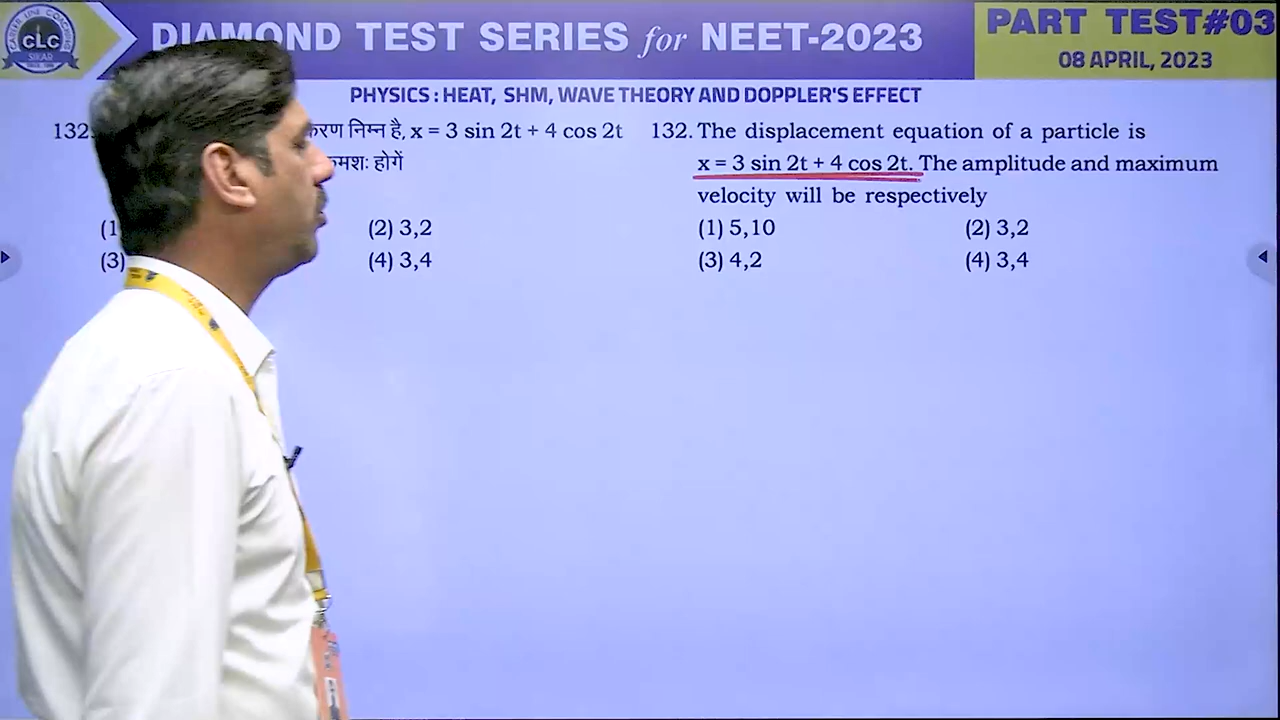 CLC
SIKAR
DIAMOND TEST SERIES for NEET-2023
PART TEST#03
08 APRIL, 2023
PHYSICS : HEAT, SHM, WAVE THEORY AND DOPPLER'S EFFECT
132. निम्न है, x = 3 sin 2t + 4 cos 2t
होगें
(2) 3,2
(3)
(4) 3,4
132. The displacement equation of a particle is
x = 3 sin 2t + 4 cos 2t. The amplitude and maximum
velocity will be respectively
(1) 5,10 (2) 3,2
(3) 4,2 (4) 3,4